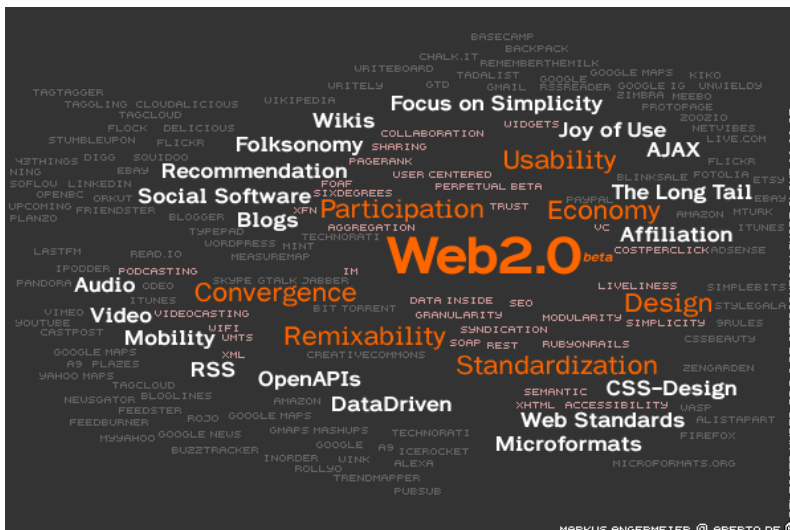 BASECAMP
BACKPACK
CHALK.IT
REMEMBERTHEMILK
WRITEBOARD
TADALIST
GOOGLE
GOOGLE MAPS
KIKO
WRITELY
GTD
GMAIL
RSSREADER
GOOGLE IG
UNWIELDY
TAGTAGGER
ZIMBRA
MEEBO
TAGGLING
CLOUDALICIOUS
WIKIPEDIA
Focus on Simplicity
PROTOPAGE
TAGCLOUD
ZOOZIO
Wikis
WIDGETS
Joy of Use
NETVIBES
FLOCK
DELICIOUS
COLLABORATION
LIVE.COM
STUMBLEUPON
FLICKR
Folksonomy
SHARING
AJAX
43THINGS
DIGG
SQUIDOO
PAGERANK
Usability
FLICKR
NING
EBAY
Recommendation
USER CENTERED
BLINKSALE
FOTOLIA
ETSY
SOFLOW
LINKEDIN
FOAF
PERPETUAL BETA
OPENBC
ORKUT
Social Software
SIXDEGREES
PAYPAL
The Long Tail
EBAY
UPCOMING
FRIENDSTER
XFN
Participation
TRUST
Economy
AMAZON
MTURK
PLANZO
BLOGGER
Blogs
AGGREGATION
VC
ITUNES
TYPEPAD
TECHNORATI
Affiliation
WORDPRESS
MINT
LASTFM
READ.IO
MEASUREMAP
Web2.0 beta
COSTPERCLICK
ADSENSE
IPODDER
PODCASTING
IM
PANDORA
Audio
ODEO
SKYPE
GTALK
JABBER
LIVELINESS
SIMPLEBITS
ITUNES
Convergence
DATA INSIDE
SEO
Design
STYLEGALA
VIMEO
Video
VIDEOCASTING
BIT TORRENT
GRANULARITY
MODULARITY
SIMPLICITY
9RULES
YOUTUBE
CASTPOST
WIFI
SYNDICATION
Mobility
UMTS
Remixability
SOAP
REST
RUBYONRAILS
CSSBEAUTY
GOOGLE MAPS
XML
CREATIVECOMMONS
A9
PLAZES
RSS
Standardization
ZENGARDEN
YAHOO MAPS
OpenAPIs
TAGCLOUD
SEMANTIC
CSS-Design
NEWSGATOR
BLOGLINES
AMAZON
DataDriven
XHTML
ACCESSIBILITY
WASP
FEEDSTER
ROJO
GOOGLE MAPS
Web Standards
ALISTAPART
FEEDBURNER
MYYAHOO
GOOGLE NEWS
GMAPS MASHUPS
TECHNORATI
FIREFOX
BUZZTRACKER
GOOGLE
A9
ICEROCKET
Microformats
INORDER
WINK
ALEXA
MICROFORMATS.ORG
ROLLYO
TRENDMAPPER
PUBSUB
MARKUS ANGERMEIER @ APERTO.DE